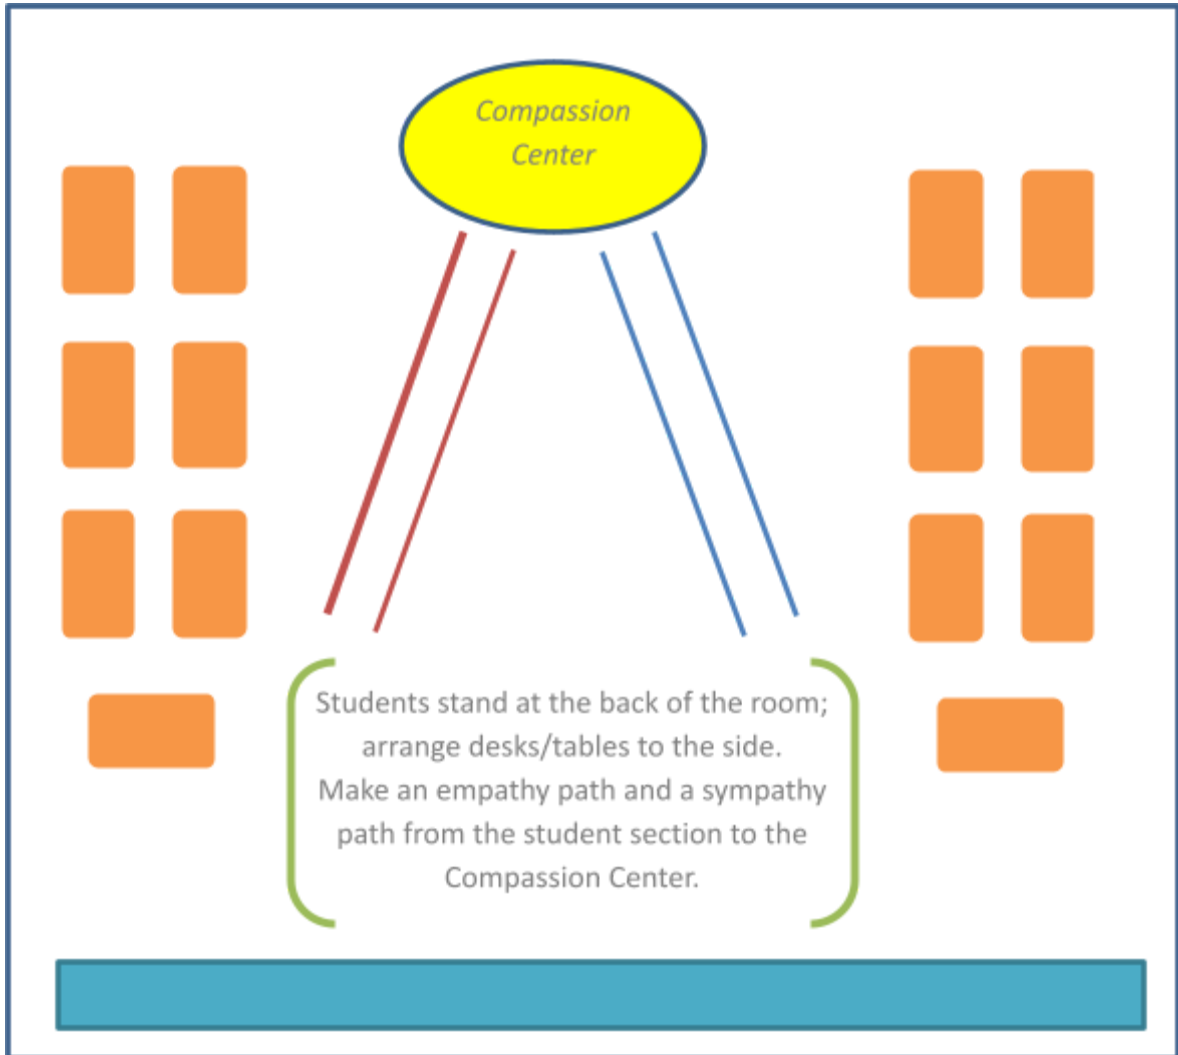 Compassion
Center
Students stand at the back of the room;
arrange desks/tables to the side.
Make an empathy path and a sympathy
path from the student section to the
Compassion Center.